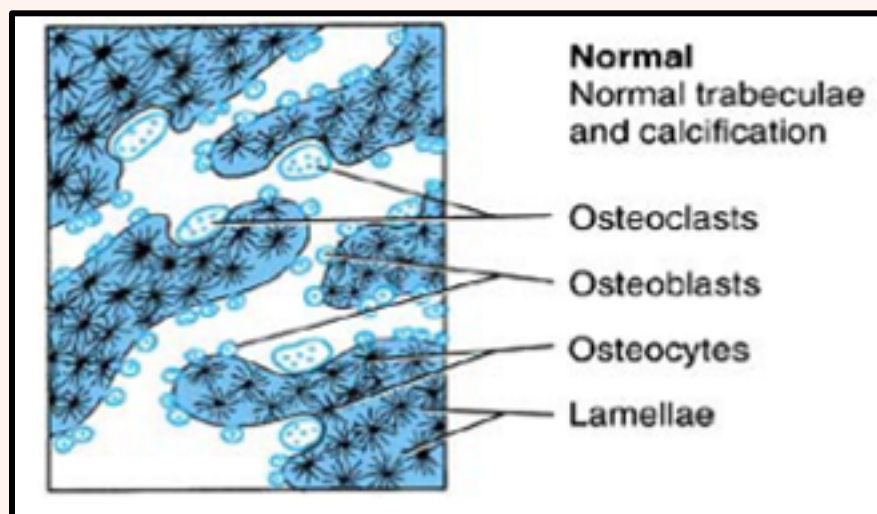 Normal
Normal trabeculae
and calcification
Osteoclasts
Osteoblasts
Osteocytes
Lamellae